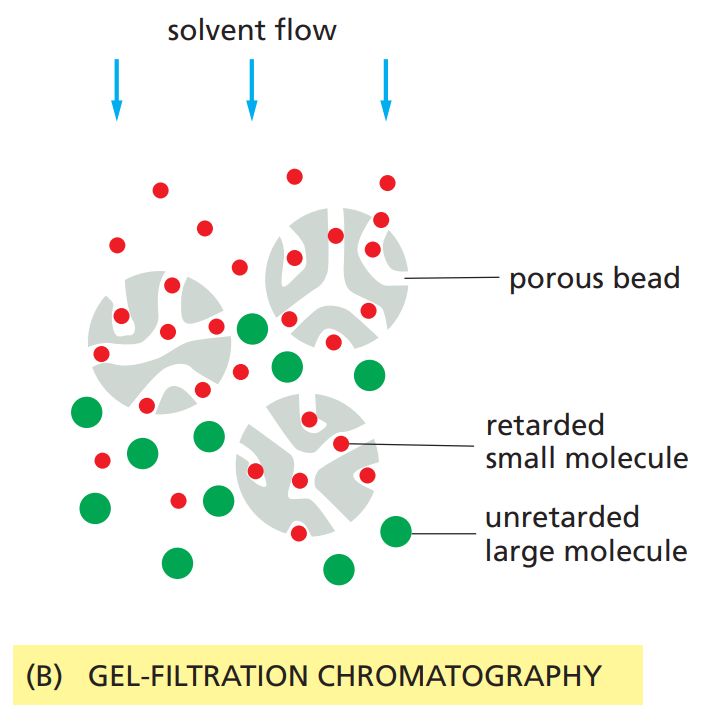 solvent flow
porous bead
retarded
small molecule
unretarded
large molecule
(B) GEL-FILTRATION CHROMATOGRAPHY